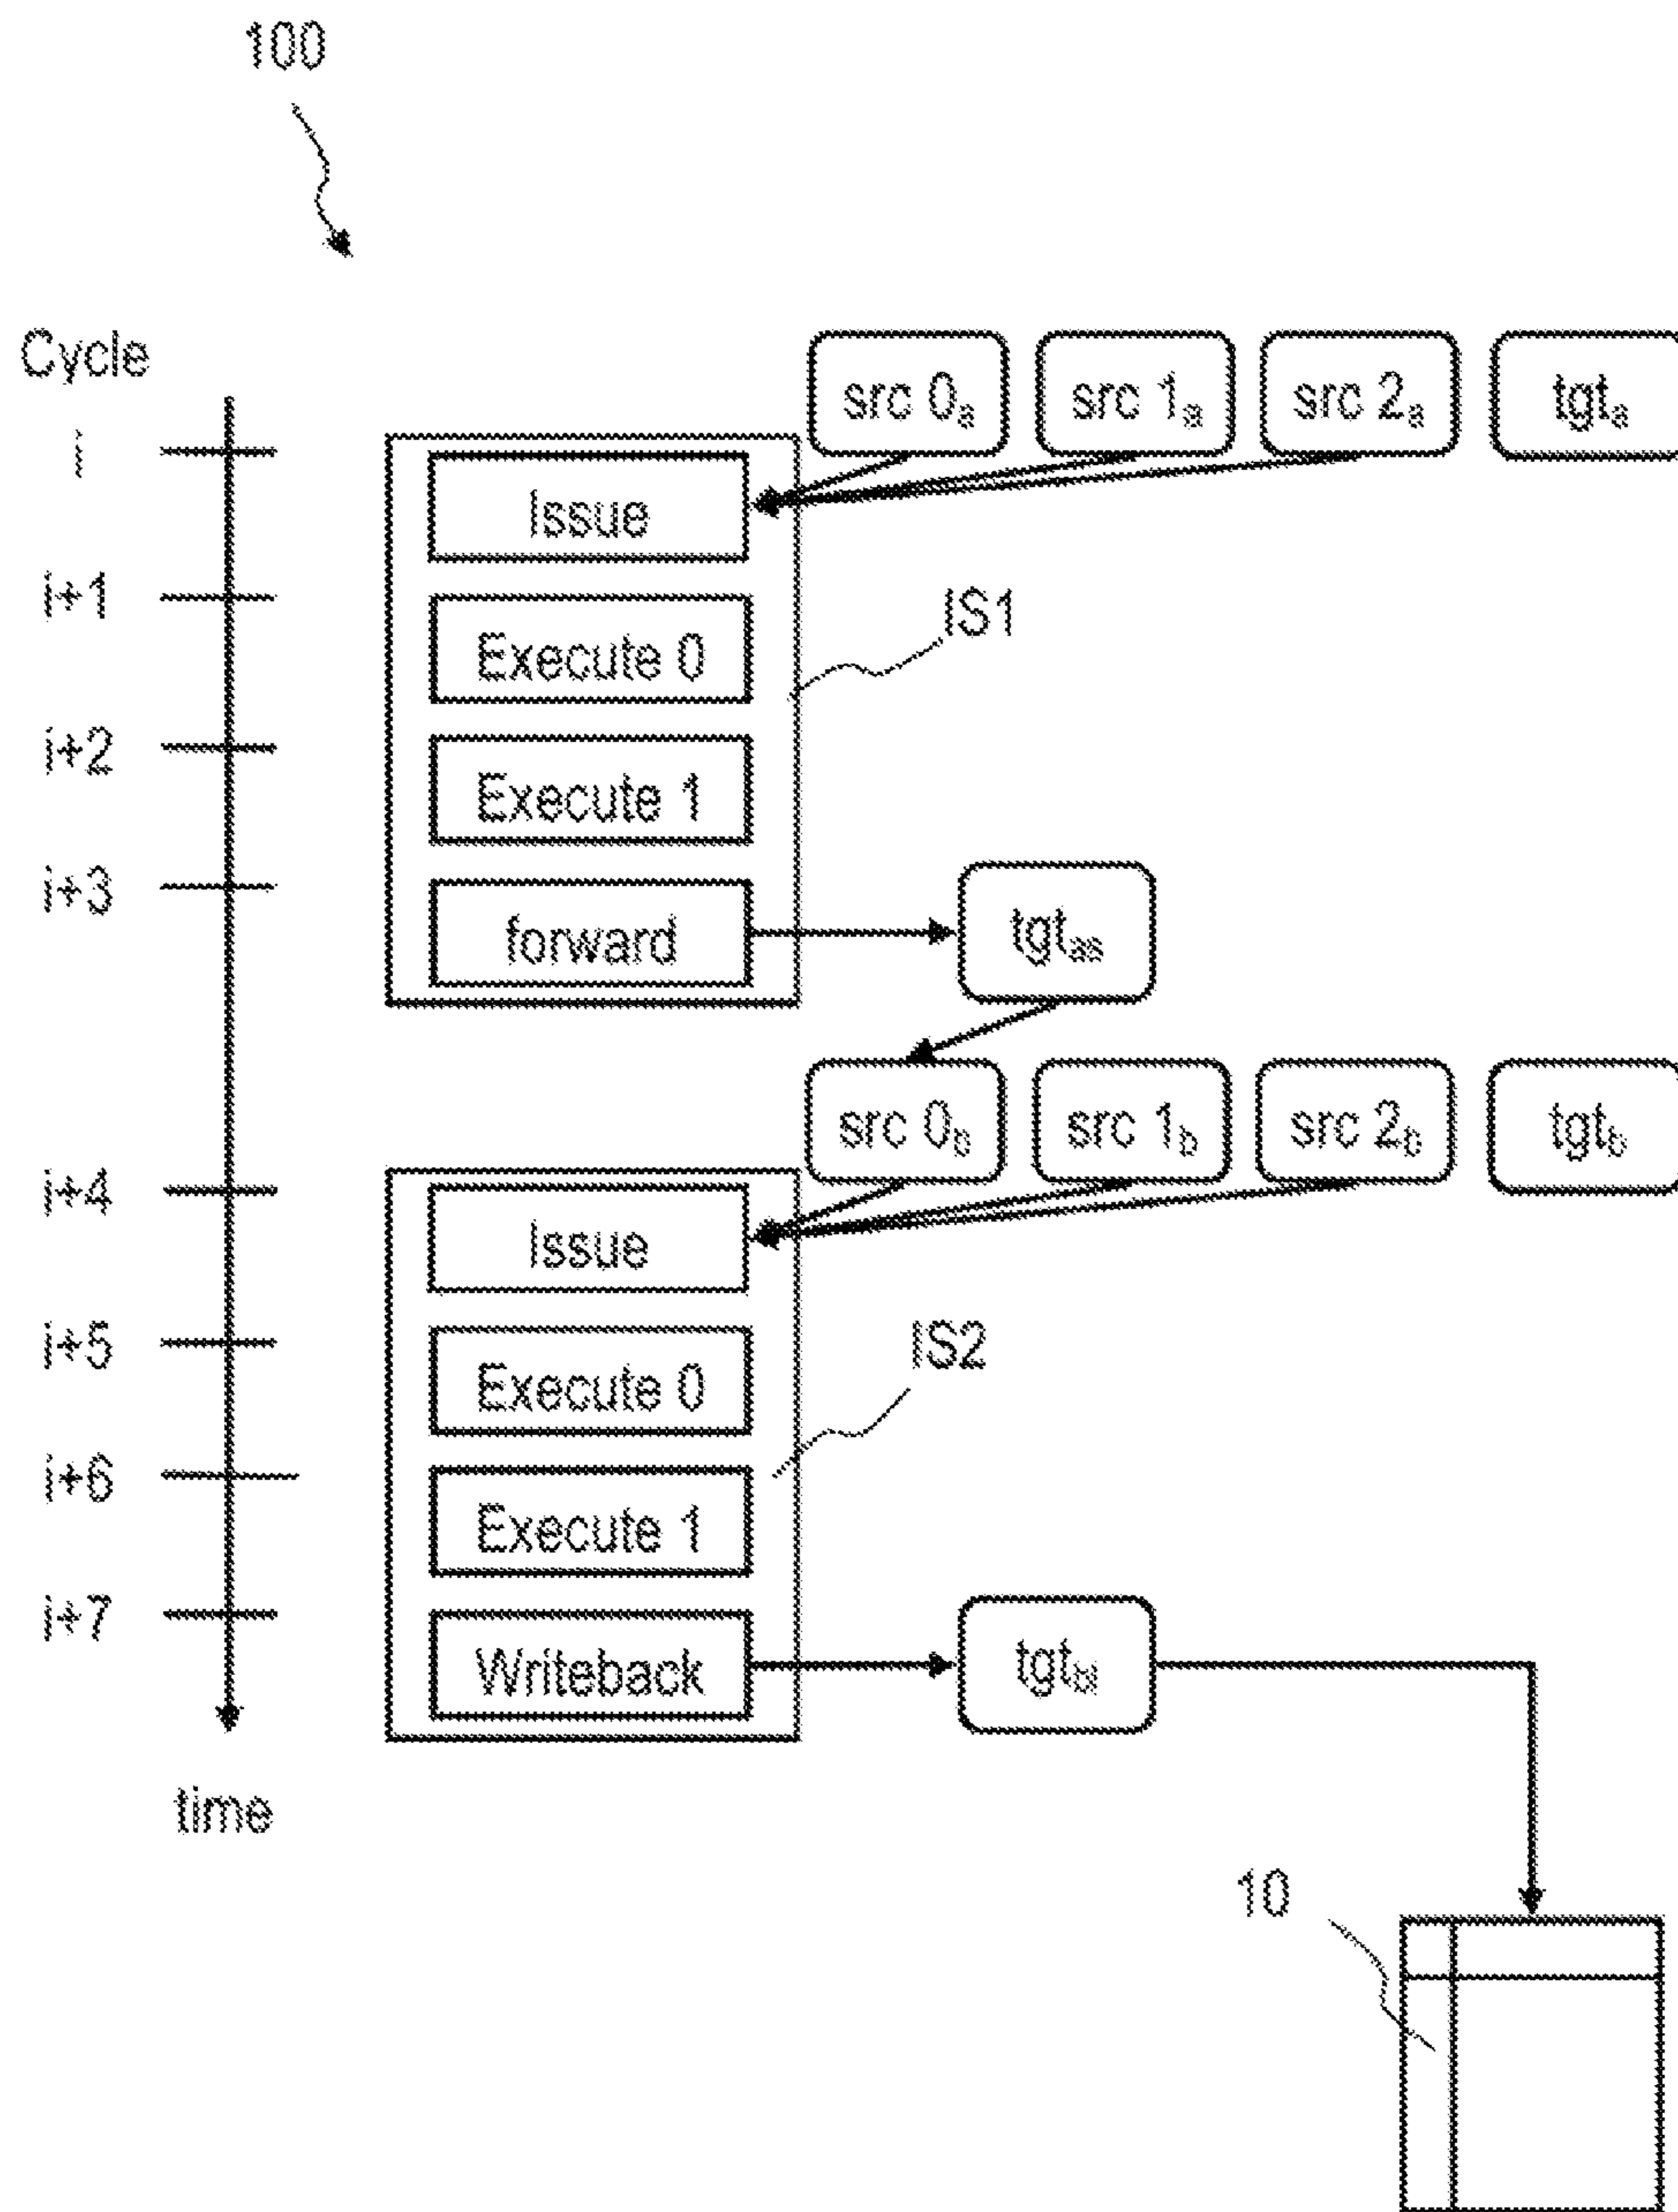 100
Cycle
src 0a src 1a src 2a tgta
i
Issue
i+1
IS1
Execute 0
i+2
Execute 1
i+3
forward tgtas
src 0b src 1b src 2b tgtb
i+4
Issue
i+5
IS2
Execute 0
i+6
Execute 1
i+7
Writeback tgtbl
time
10